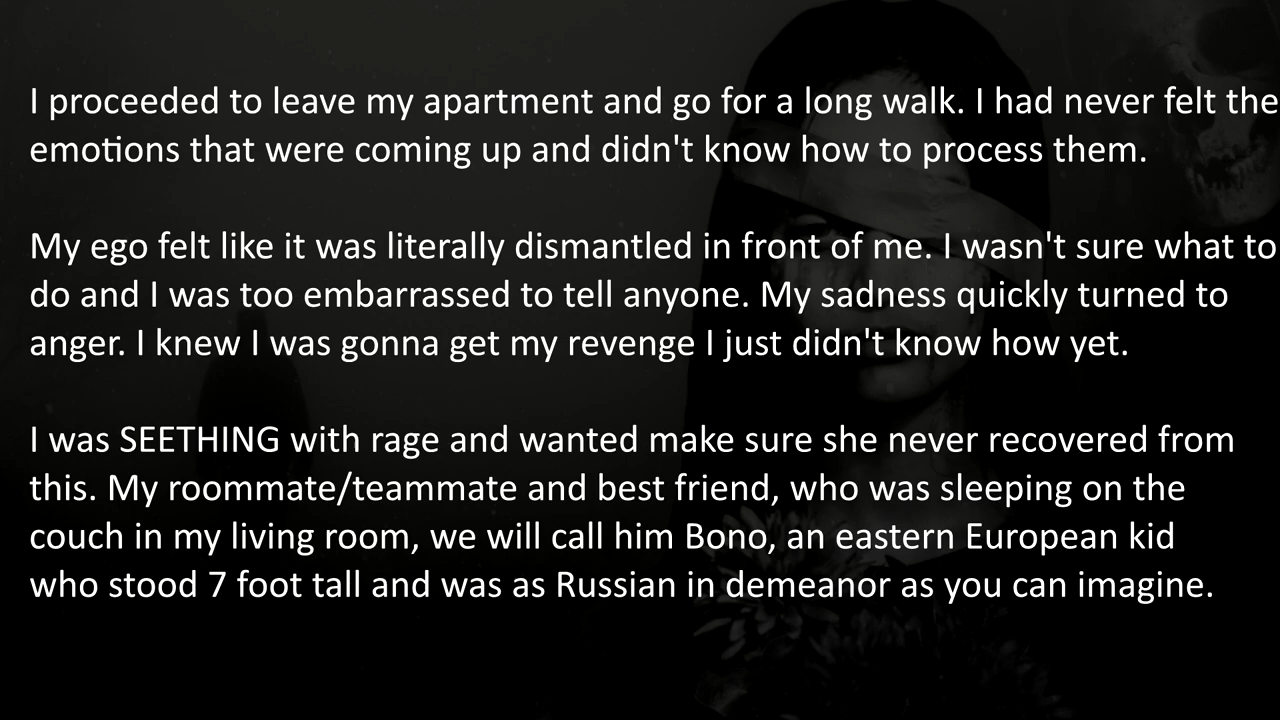 I proceeded to leave my apartment and go for a long walk. I had never felt the
emotions that were coming up and didn't know how to process them.
My ego felt like it was literally dismantled in front of me. I wasn't sure what to
do and I was too embarrassed to tell anyone. My sadness quickly turned to
anger. I knew I was gonna get my revenge I just didn't know how yet.
I was SEETHING with rage and wanted make sure she never recovered from
this. My roommate/teammate and best friend, who was sleeping on the
couch in my living room, we will call him Bono, an eastern European kid
who stood 7 foot tall and was as Russian in demeanor as you can imagine.